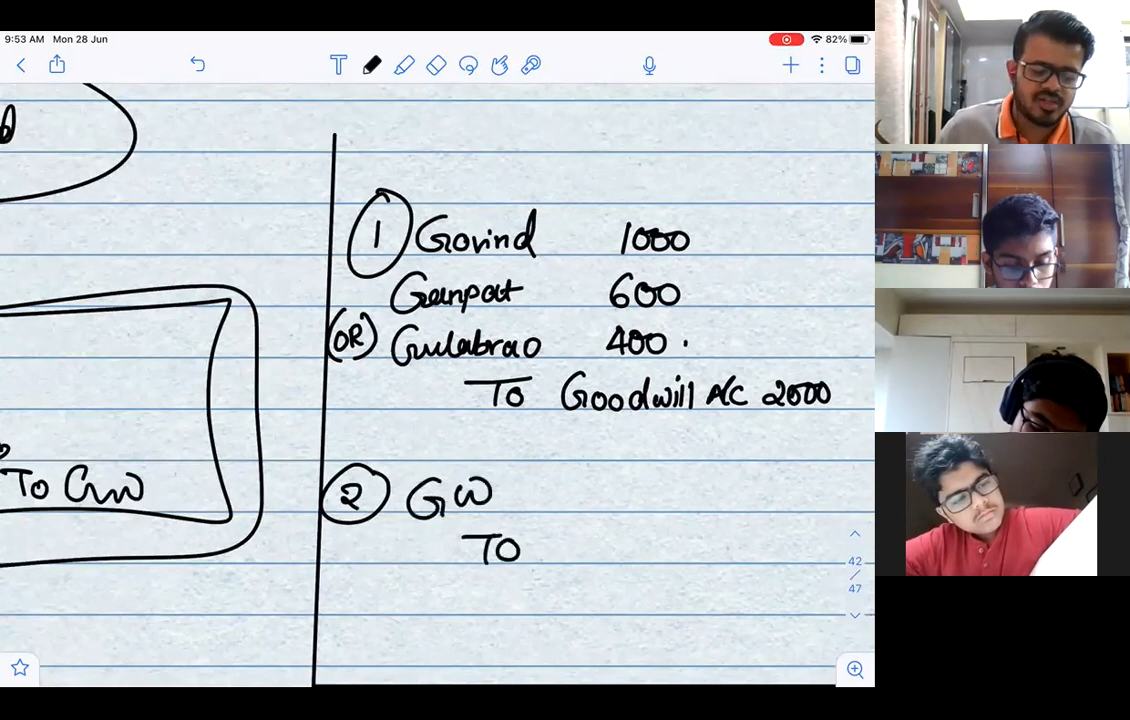 9:53 AM Mon 28 Jun
82%
T
1 Govind 1000
Ganpat 600
(OR) Gulabrao 400 .
To Goodwill A/C 2000
To GW
2 GW
To
42
/
47